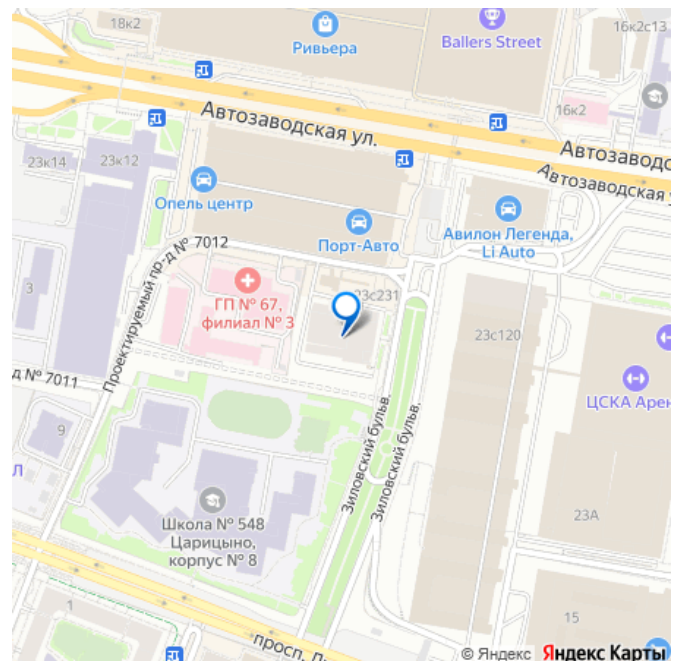 18к2
Ривьера
Ballers Street
16к2с13
16к2
Автозаводская ул.
Автозаводс
Автозаводская у
23к14
23к12
Опель центр
Порт-Авто
Авилон Легенда,
Li Auto
Проектируемый пр-д № 7012
3
ГП № 67,
филиал № 3
23с231
23с120
ЦСКА Арен
д № 7011
9
Л
Зиловский бульв.
Зиловский бульв.
Школа № 548
Царицыно,
корпус № 8
23А
15
1
просп. Л
© Яндекс Яндекс Карты